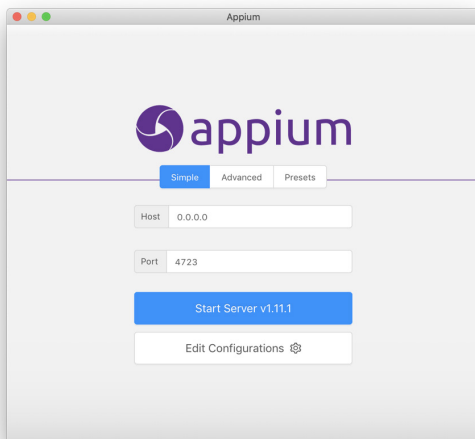 Appium
appium
Simple Advanced Presets
Host 0.0.0.0
Port 4723
Start Server v1.11.1
Edit Configurations